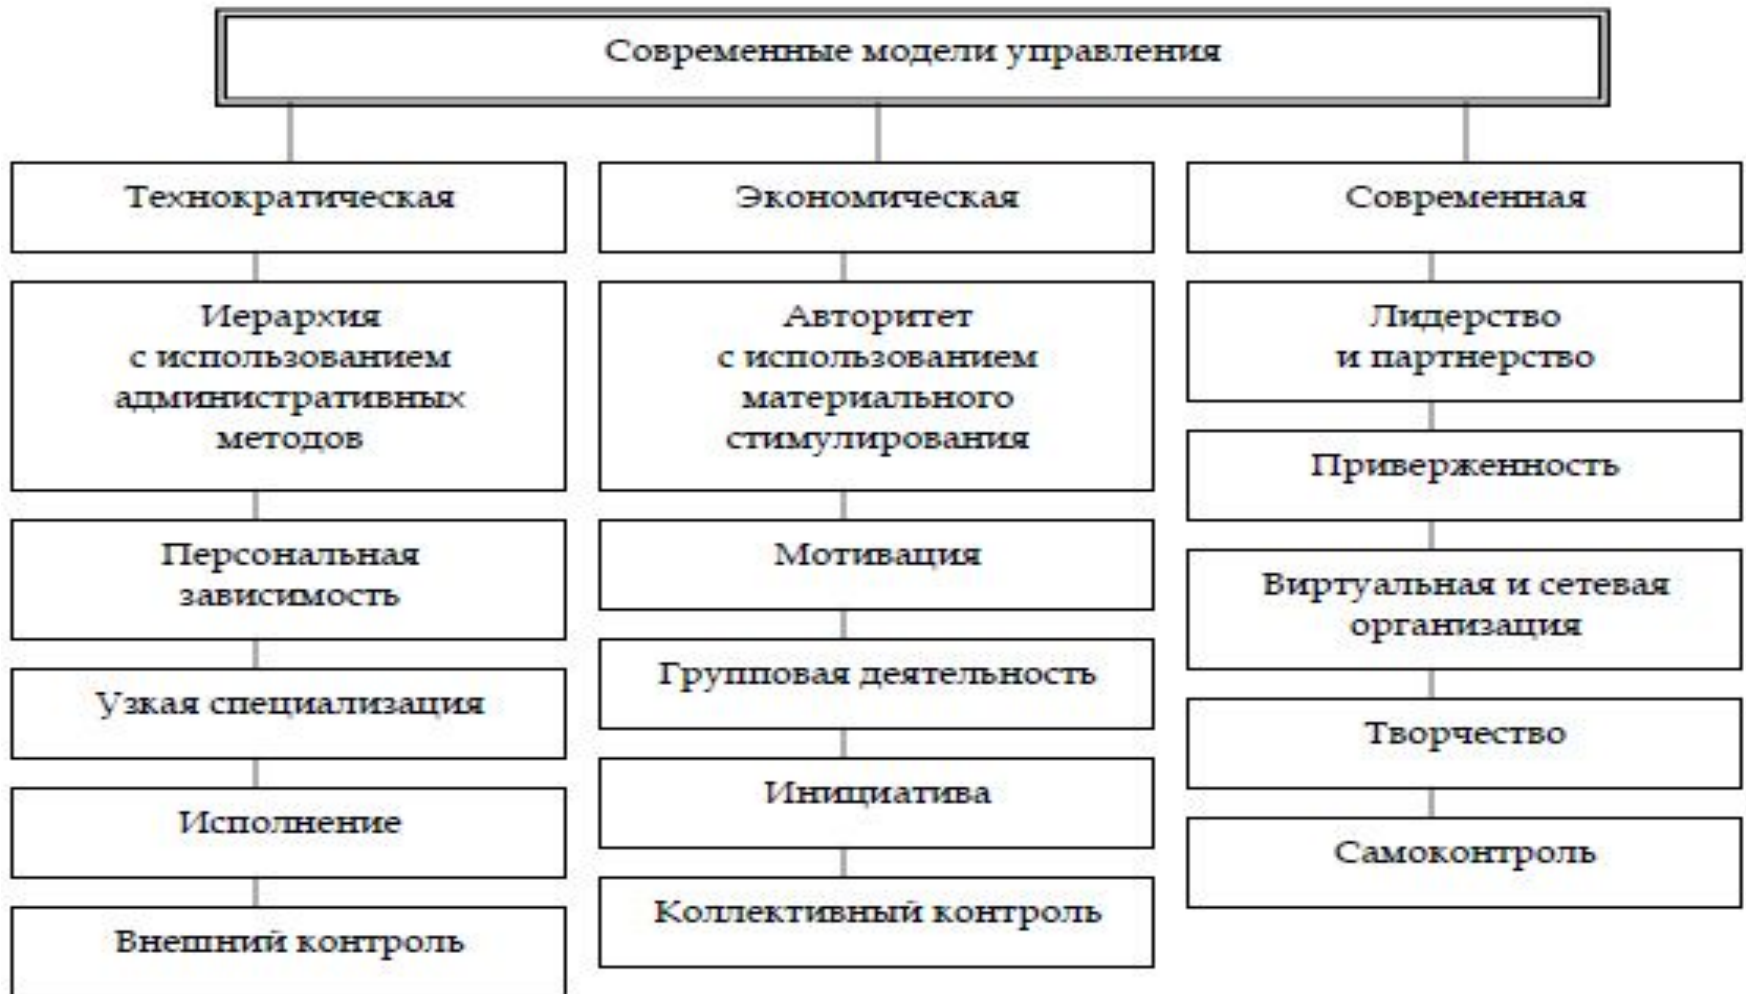 Современные модели управления
Технократическая
Иерархия
с использованием
административных
методов
Персональная
зависимость
Узкая специализация
Исполнение
Внешний контроль
Экономическая
Авторитет
с использованием
материального
стимулирования
Мотивация
Групповая деятельность
Инициатива
Коллективный контроль
Современная
Лидерство
и партнерство
Приверженность
Виртуальная и сетевая
организация
Творчество
Самоконтроль